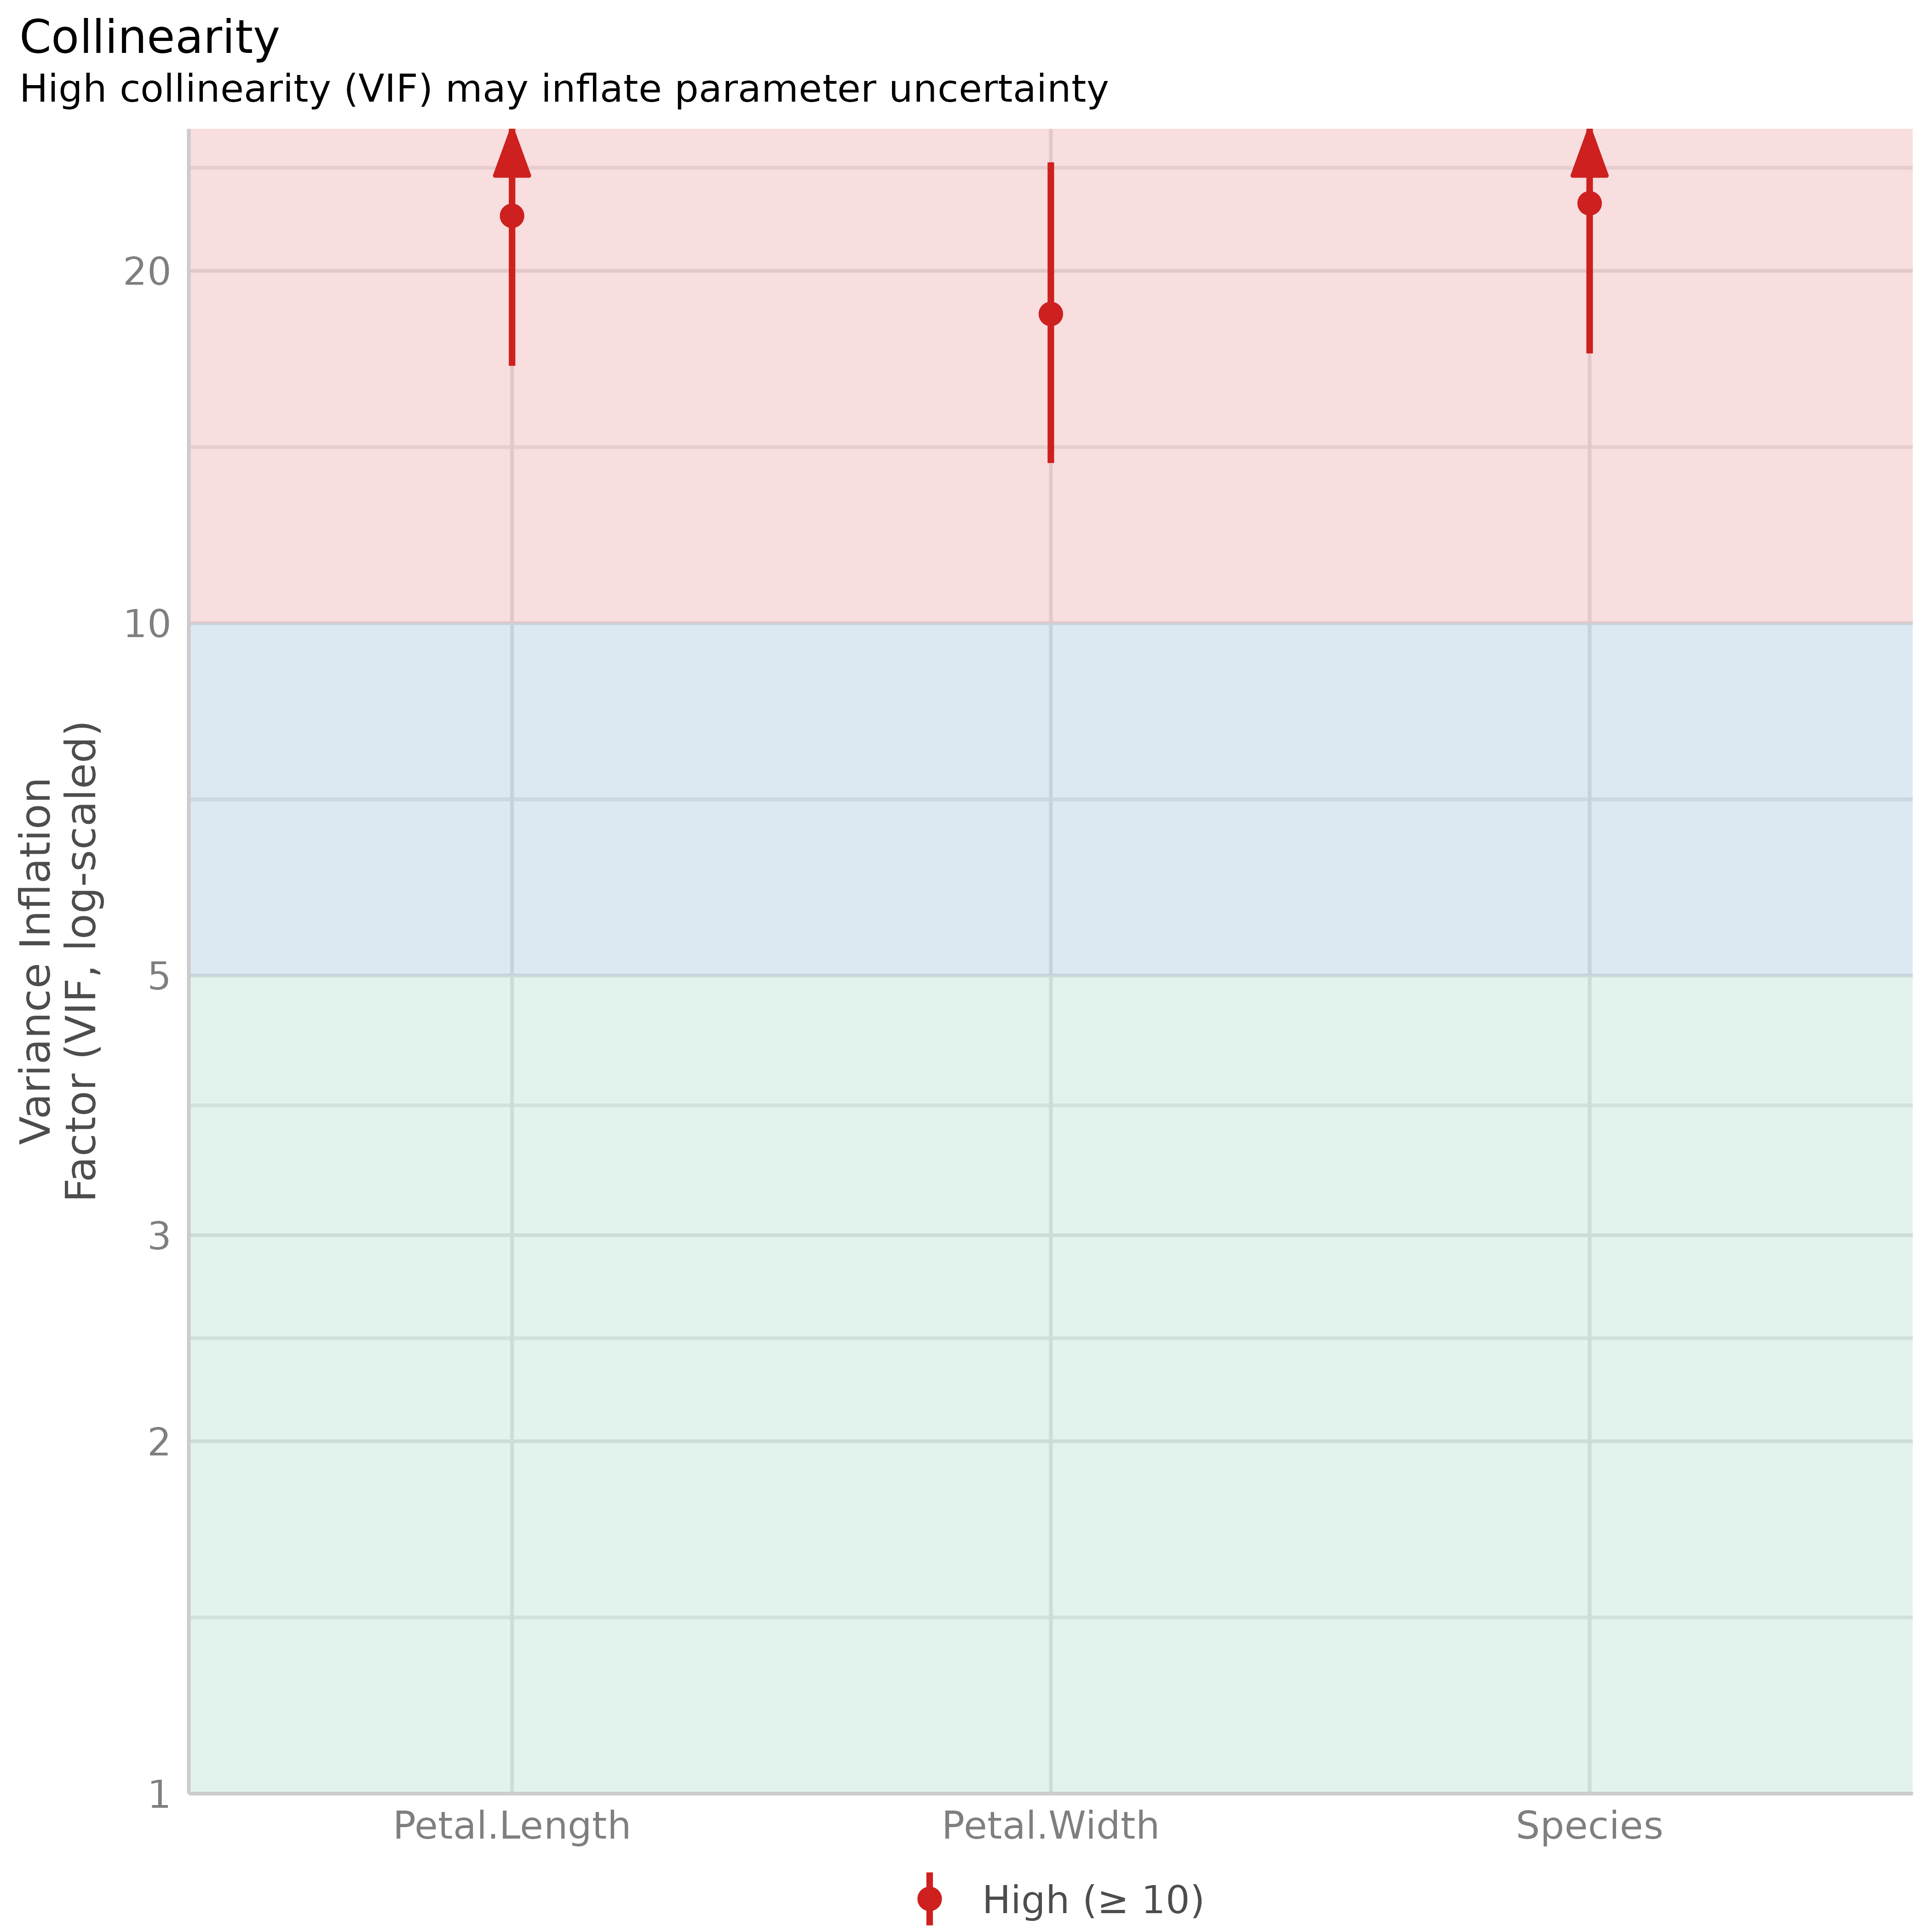 Collinearity
High collinearity (VIF) may inflate parameter uncertainty
Variance Inflation
Factor (VIF, log-scaled)
20
10
5
3
2
1
Petal.Length
Petal.Width
Species
High (≥ 10)